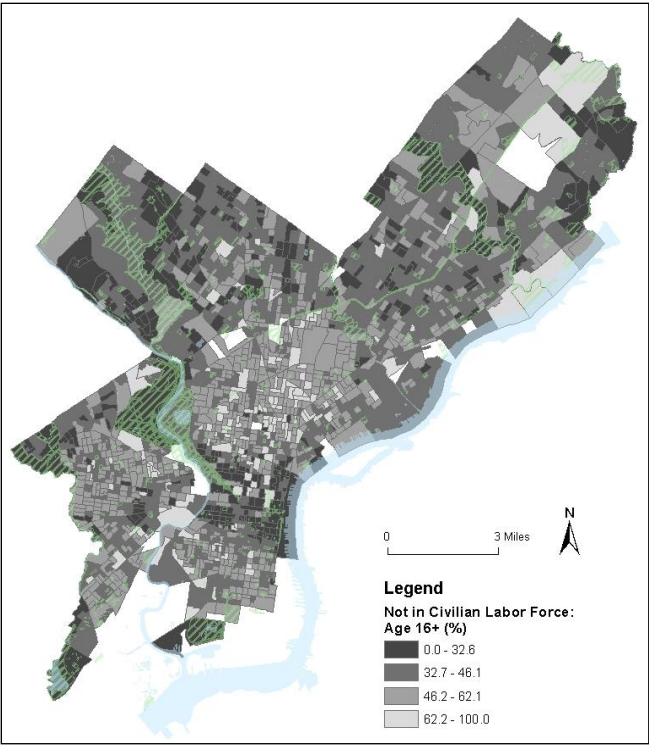 N
0
3 Miles
Legend
Not in Civilian Labor Force:
Age 16+ (%)
0.0 - 32.6
32.7 - 46.1
46.2 - 62.1
62.2 - 100.0